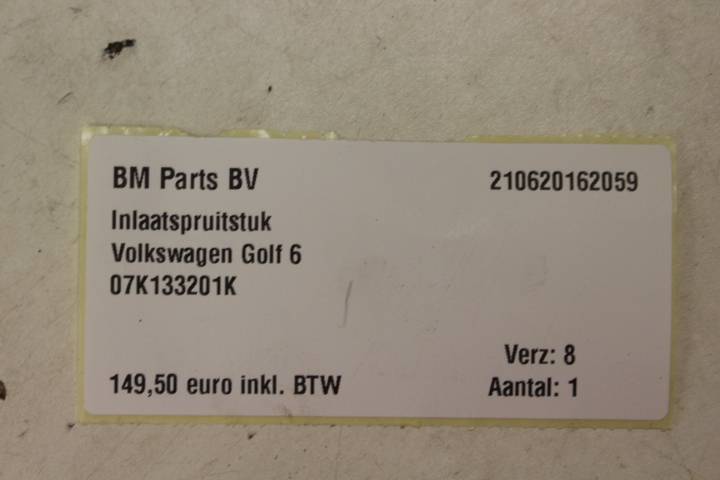 BM Parts BV 210620162059
Inlaatspruitstuk
Volkswagen Golf 6
07K133201K
Verz: 8
149,50 euro inkl. BTW Aantal: 1